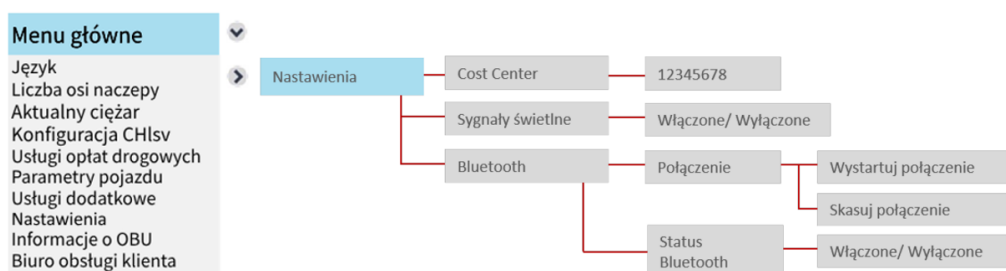 Menu główne
Język
Liczba osi naczepy
Aktualny ciężar
Konfiguracja CHlsv
Usługi opłat drogowych
Parametry pojazdu
Usługi dodatkowe
Nastawienia
Informacje o OBU
Biuro obsługi klienta
Nastawienia
Cost Center
12345678
Sygnały świetlne
Włączone/ Wyłączone
Bluetooth
Połączenie
Wystartuj połączenie
Skasuj połączenie
Status
Bluetooth
Włączone/ Wyłączone